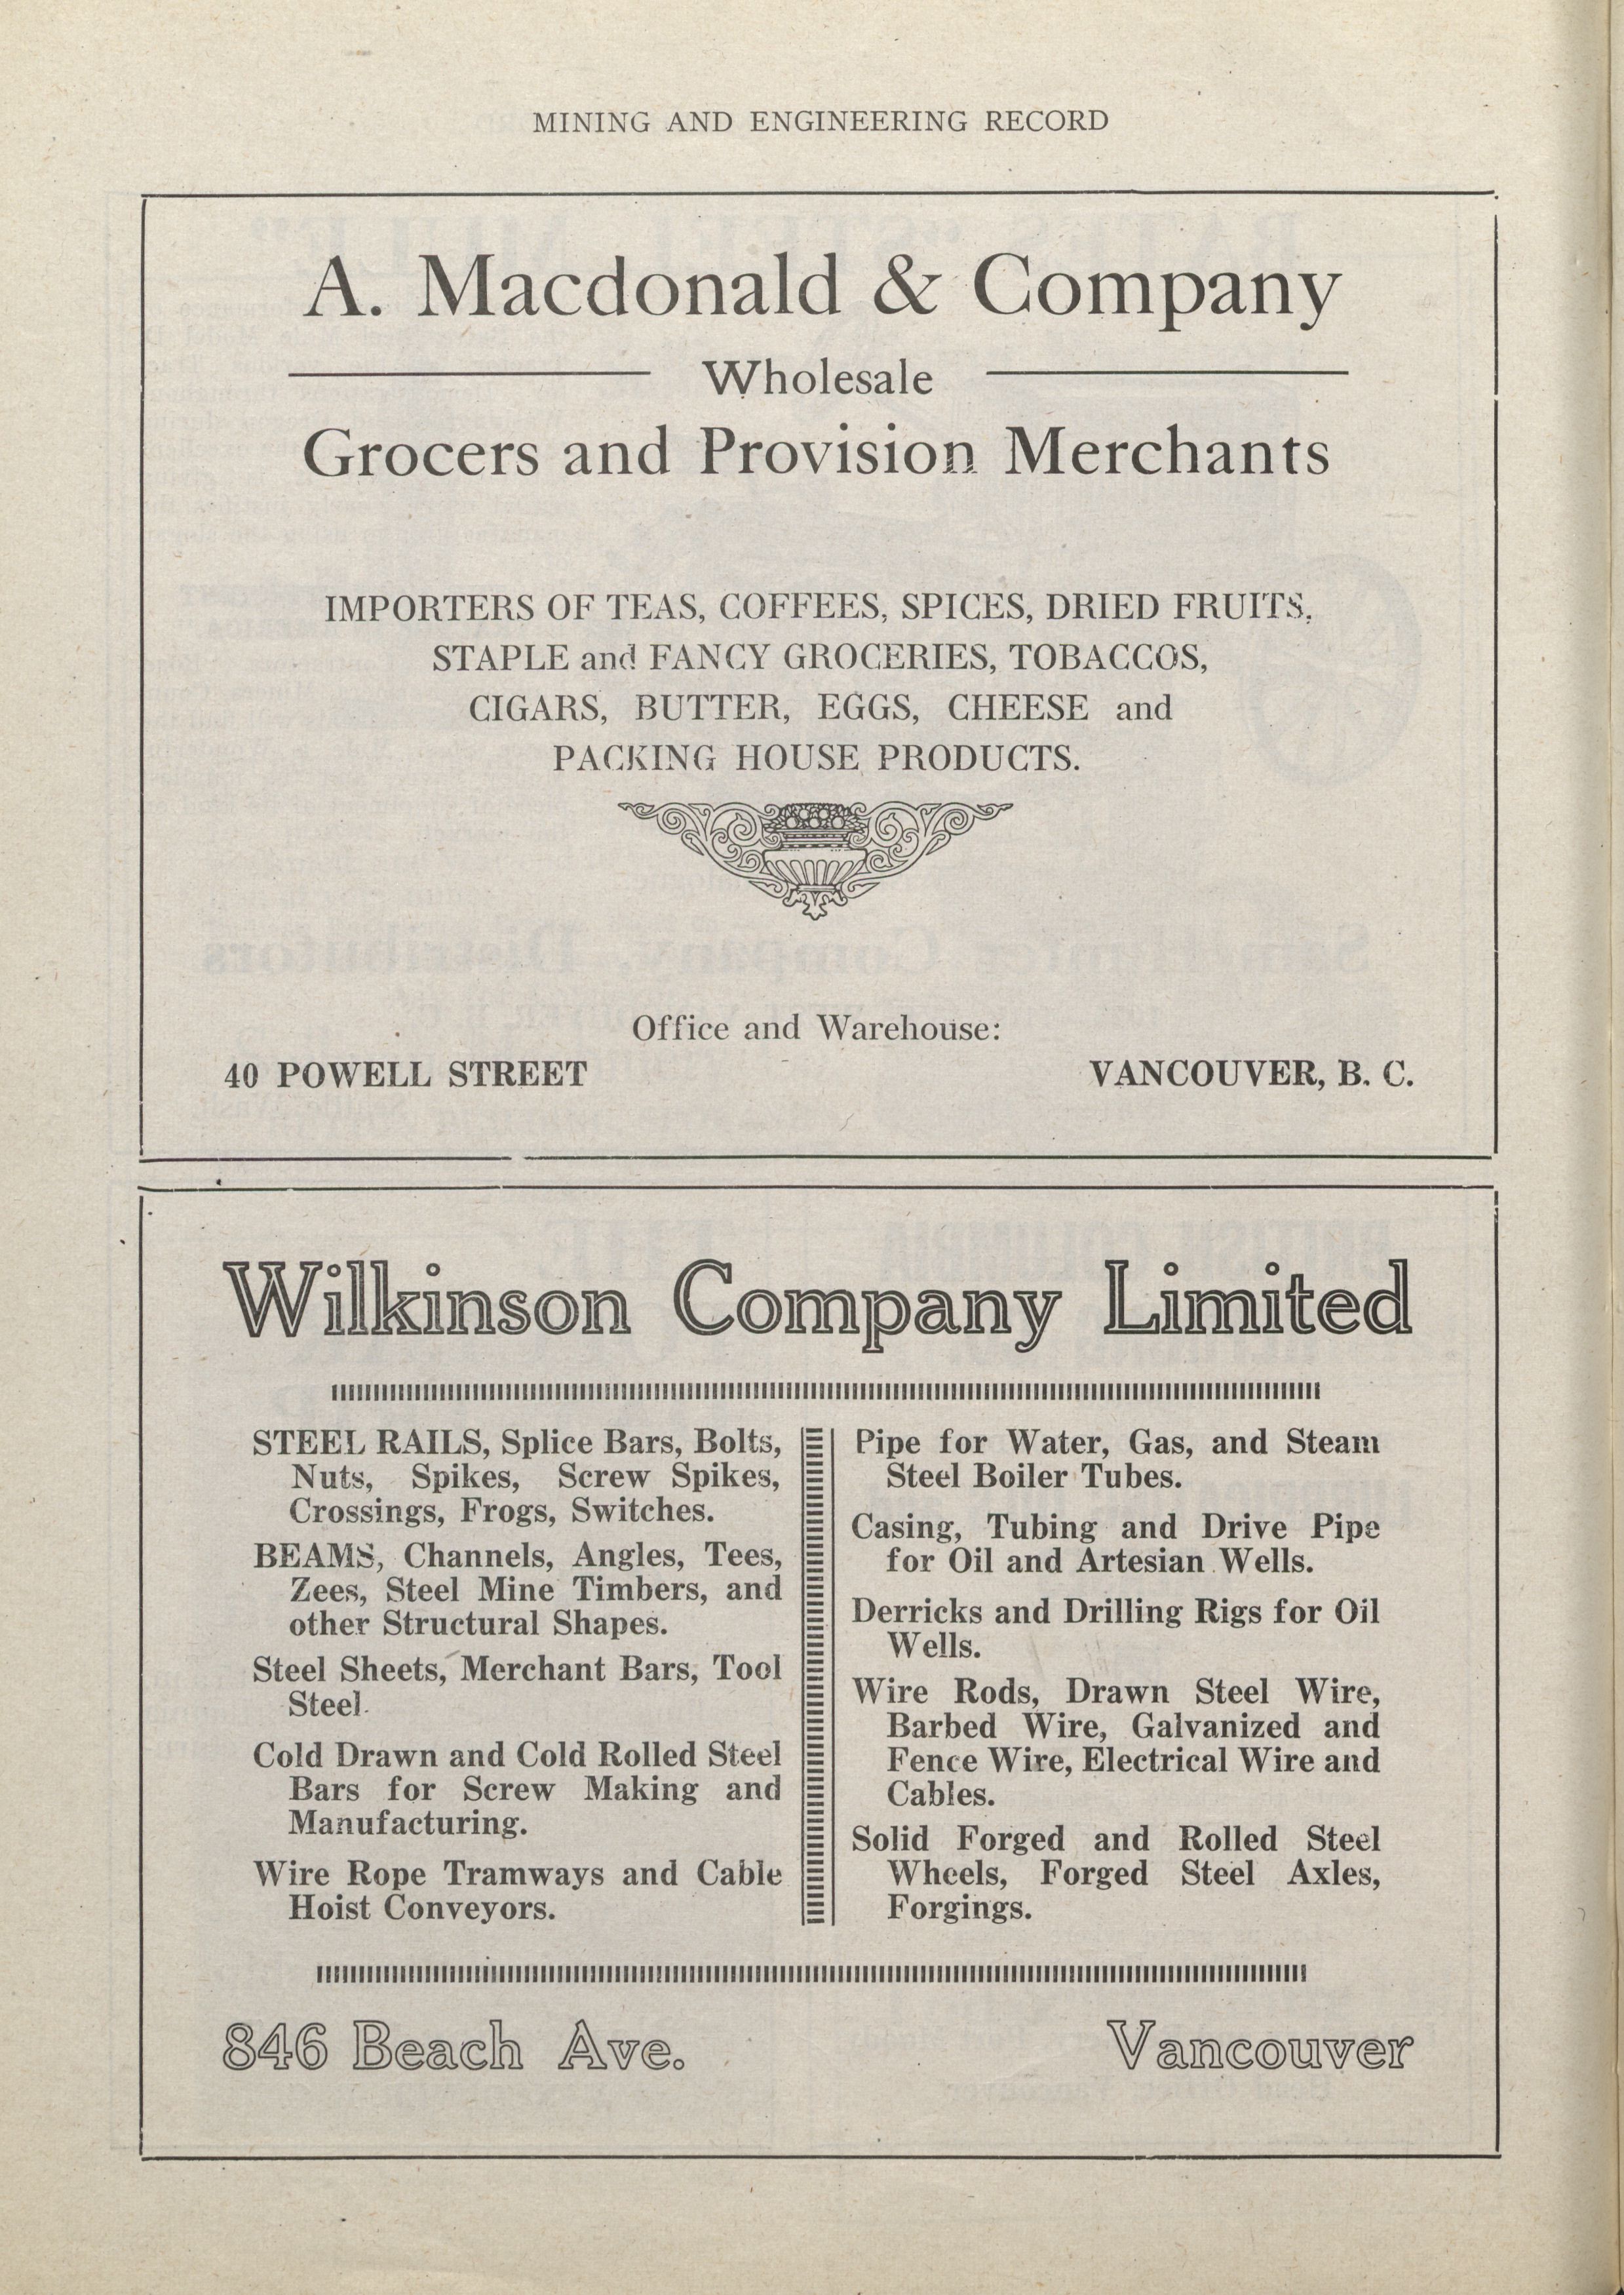 MINING AND ENGINEERING RECORD
A. Macdonald & Company
Wholesale
Grocers and Provision Merchants
IMPORTERS OF TEAS, COFFEES, SPICES, DRIED FRUITS,
STAPLE and FANCY GROCERIES, TOBACCOS,
CIGARS, BUTTER, EGGS, CHEESE and
PACKING HOUSE PRODUCTS.
Office and Warehouse:
40 POWELL STREET VANCOUVER, B. C.
Wilkinson Company Limited
STEEL RAILS, Splice Bars, Bolts,
Nuts, Spikes, Screw Spikes,
Crossings, Frogs, Switches.
BEAMS, Channels, Angles, Tees,
Zees, Steel Mine Timbers, and
other Structural Shapes.
Steel Sheets, Merchant Bars, Tool
Steel.
Cold Drawn and Cold Rolled Steel
Bars for Screw Making and
Manufacturing.
Wire Rope Tramways and Cable
Hoist Conveyors.
Pipe for Water, Gas, and Steam
Steel Boiler Tubes.
Casing, Tubing and Drive Pipe
for Oil and Artesian Wells.
Derricks and Drilling Rigs for Oil
Wells.
Wire Rods, Drawn Steel Wire,
Barbed Wire, Galvanized and
Fence Wire, Electrical Wire and
Cables.
Solid Forged and Rolled Steel
Wheels, Forged Steel Axles,
Forgings.
846 Beach Ave. Vancouver